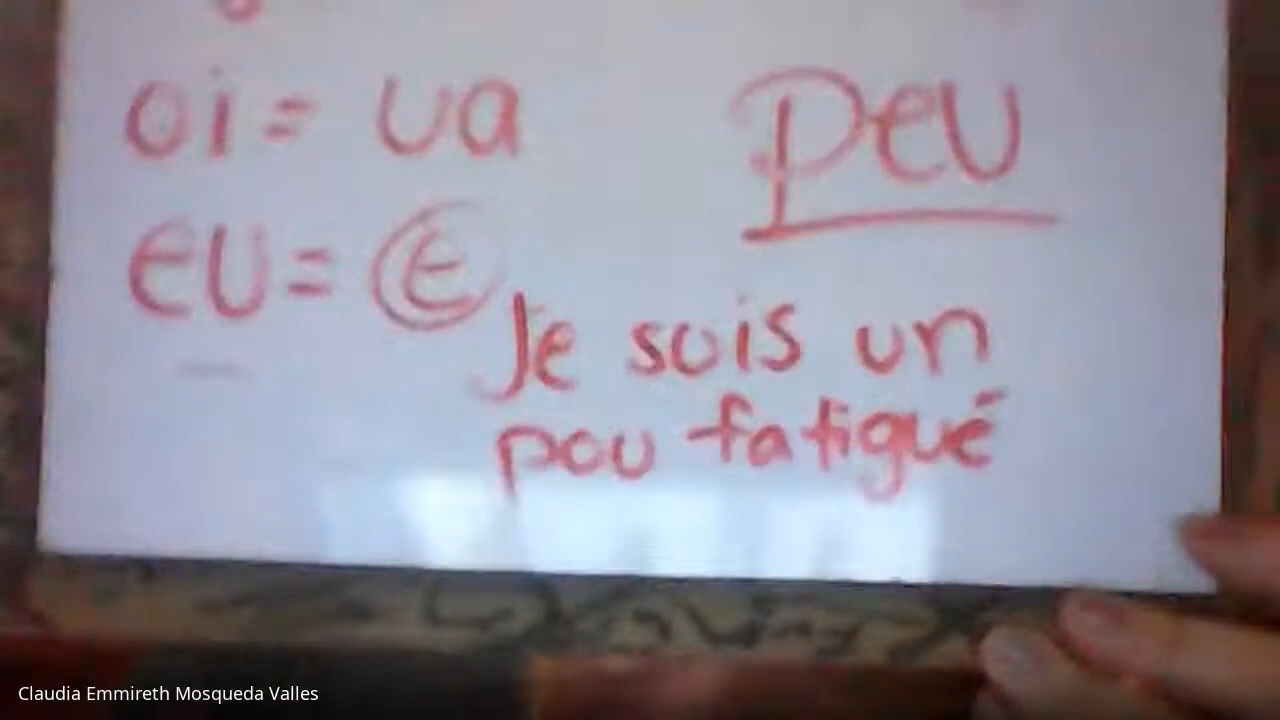 oi = ua
peu
eu = e
Je sois un
pou fatigué
Claudia Emmireth Mosqueda Valles